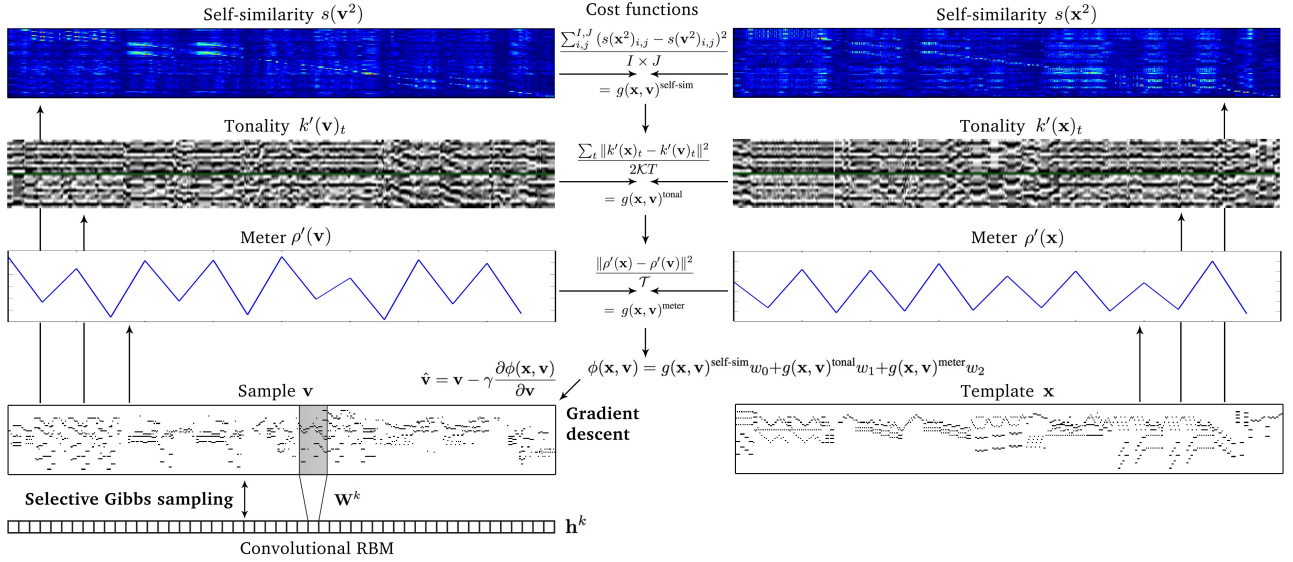 Self-similarity s(v²)
Cost functions
Self-similarity s(x²)
∑_{i,j}^{I,J} (s(x²)_{i,j} − s(v²)_{i,j})²
I × J
= g(x, v)^{self-sim}
Tonality k′(v)_t
Tonality k′(x)_t
∑_t ‖k′(x)_t − k′(v)_t‖²
2𝒦T
= g(x, v)^{tonal}
Meter ρ′(v)
Meter ρ′(x)
‖ρ′(x) − ρ′(v)‖²
𝒯
= g(x, v)^{meter}
ϕ(x, v) = g(x, v)^{self-sim}w₀+g(x, v)^{tonal}w₁+g(x, v)^{meter}w₂
v̂ = v − γ ∂ϕ(x, v)/∂v
Sample v
Template x
Gradient
descent
Selective Gibbs sampling
W^k
h^k
Convolutional RBM